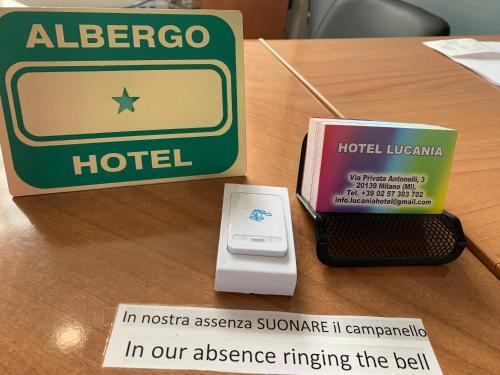 ALBERGO
HOTEL
HOTEL LUCANIA
Via Privata Antonelli, 3
20139 Milano (MI).
Tel. +39 02 57 303 702
info.lucaniahotel@gmail.com
In nostra assenza SUONARE il campanello
In our absence ringing the bell